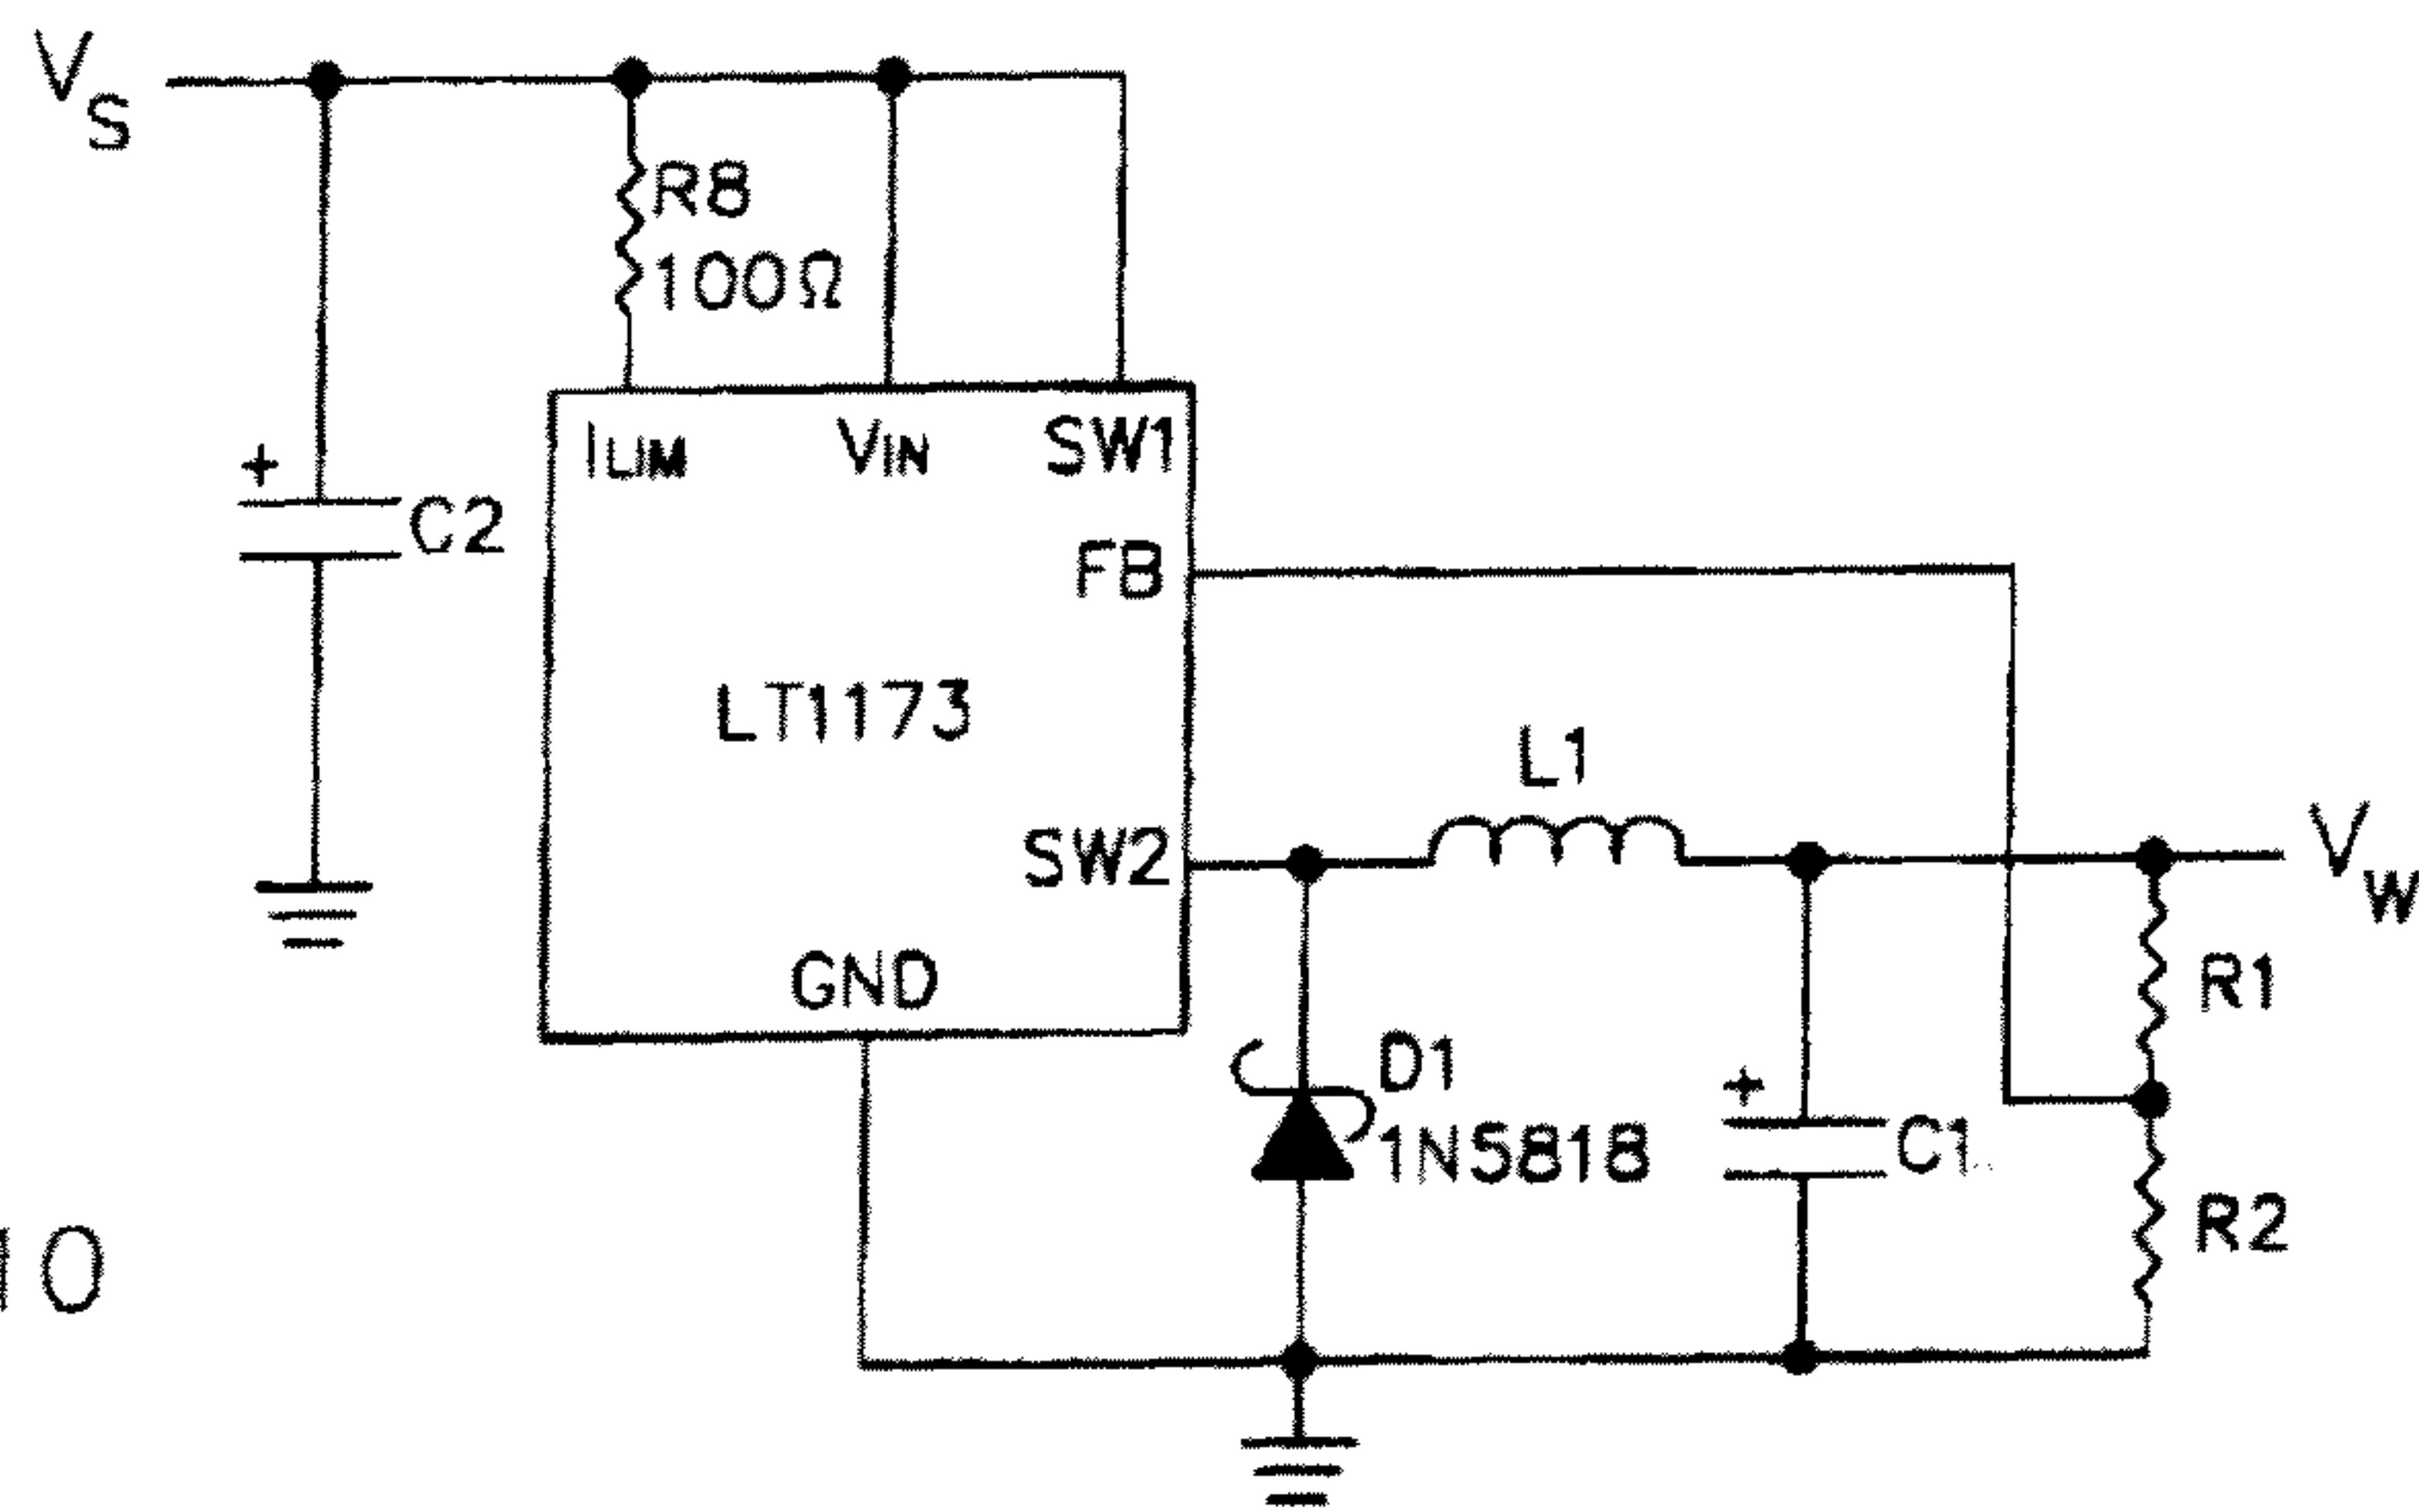 VS
R8
100Ω
ILIM VIN SW1
+
C2
FB
LT1173
L1
SW2
VW
GND
R1
D1
+
1N5818
C1
R2
10